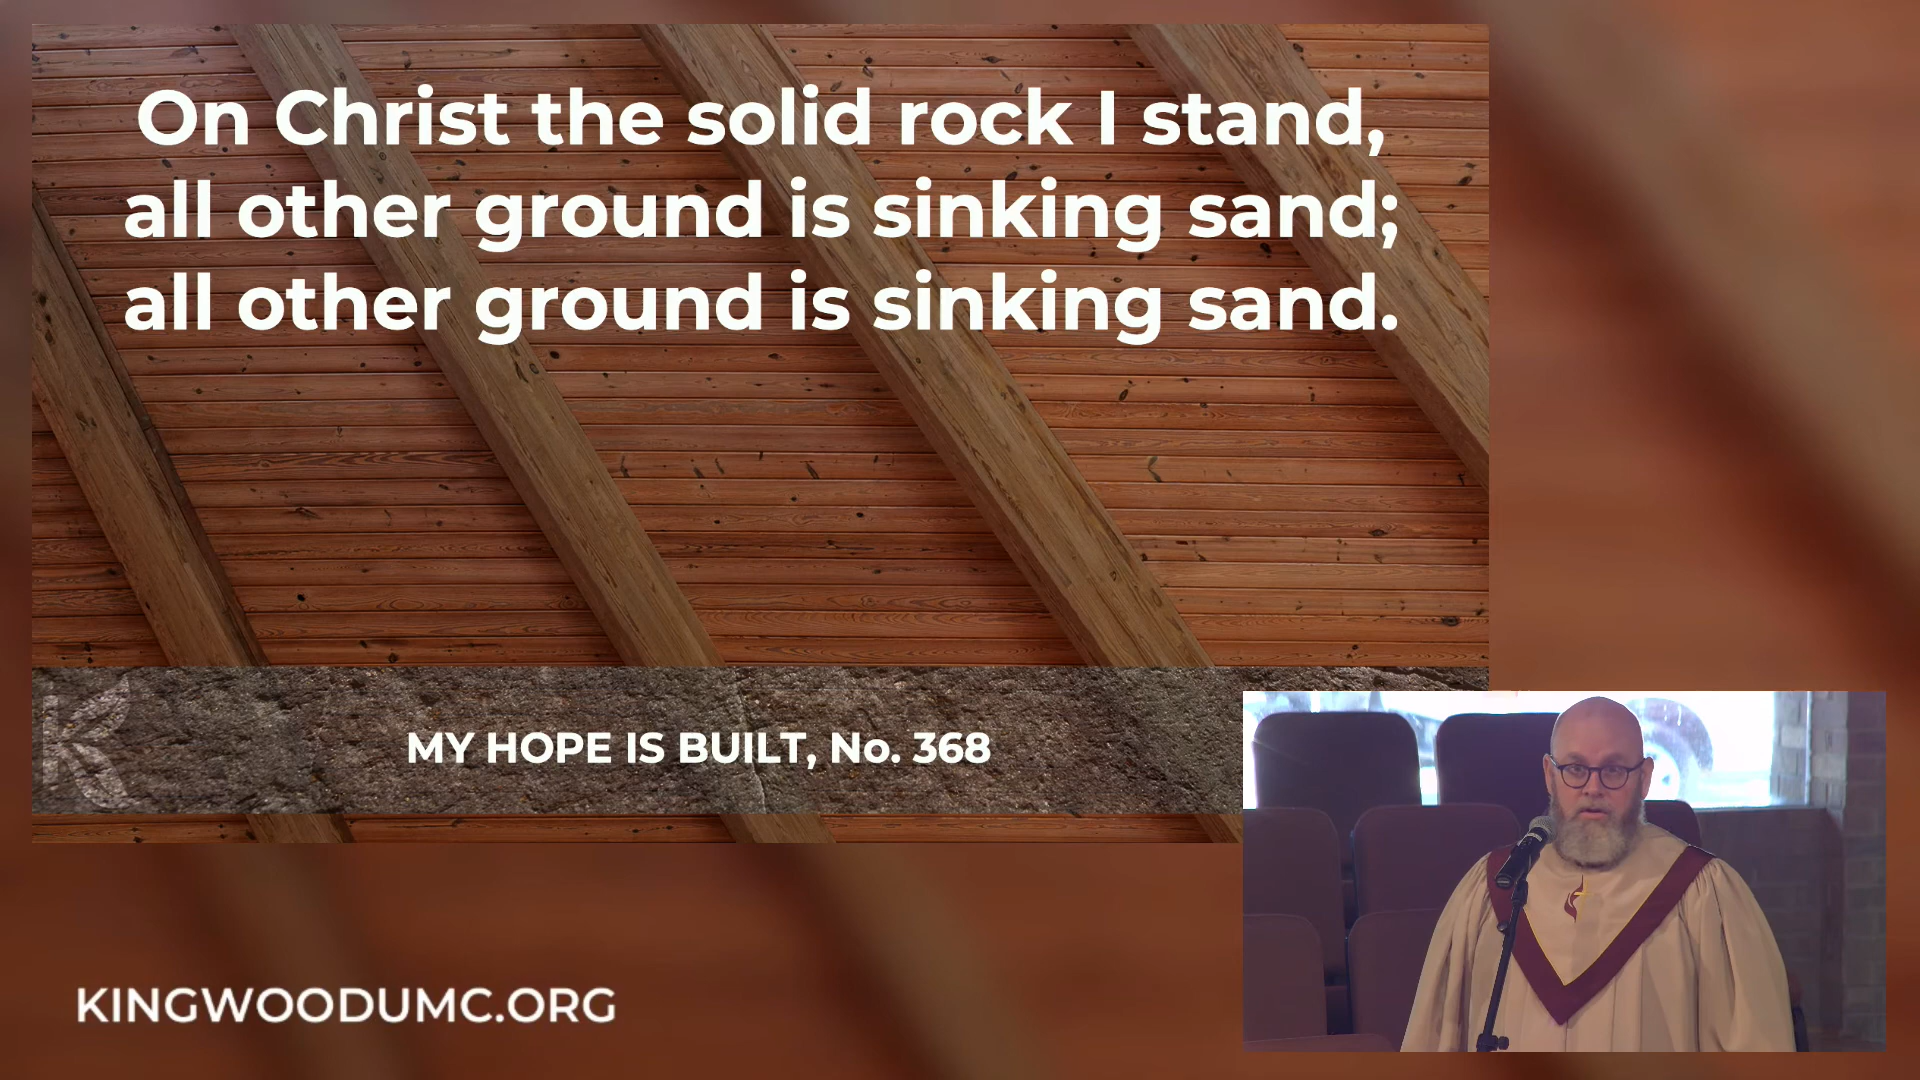 On Christ the solid rock I stand,
all other ground is sinking sand;
all other ground is sinking sand.
MY HOPE IS BUILT, No. 368
KINGWOODUMC.ORG